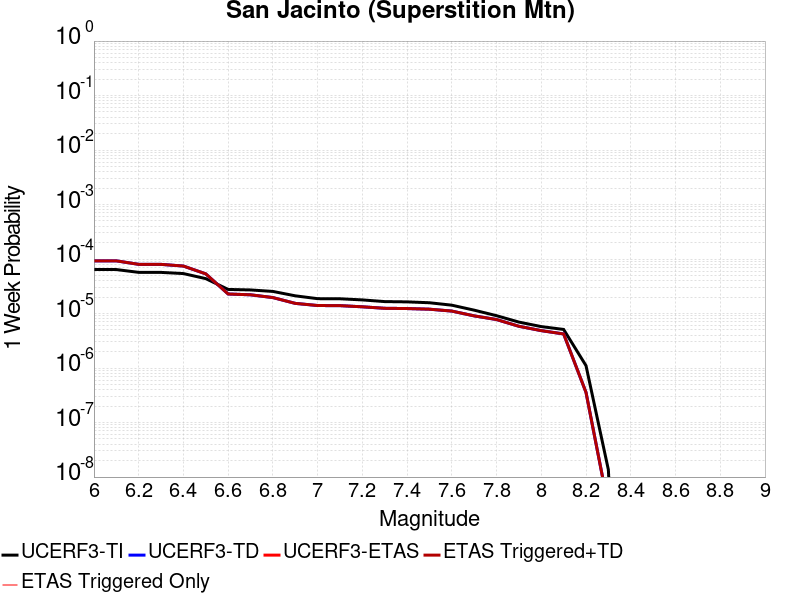 San Jacinto (Superstition Mtn)
10^0
10^-1
10^-2
10^-3
10^-4
10^-5
10^-6
10^-7
10^-8
1 Week Probability
6 6.2 6.4 6.6 6.8 7 7.2 7.4 7.6 7.8 8 8.2 8.4 8.6 8.8 9
Magnitude
UCERF3-TI UCERF3-TD UCERF3-ETAS ETAS Triggered+TD
ETAS Triggered Only